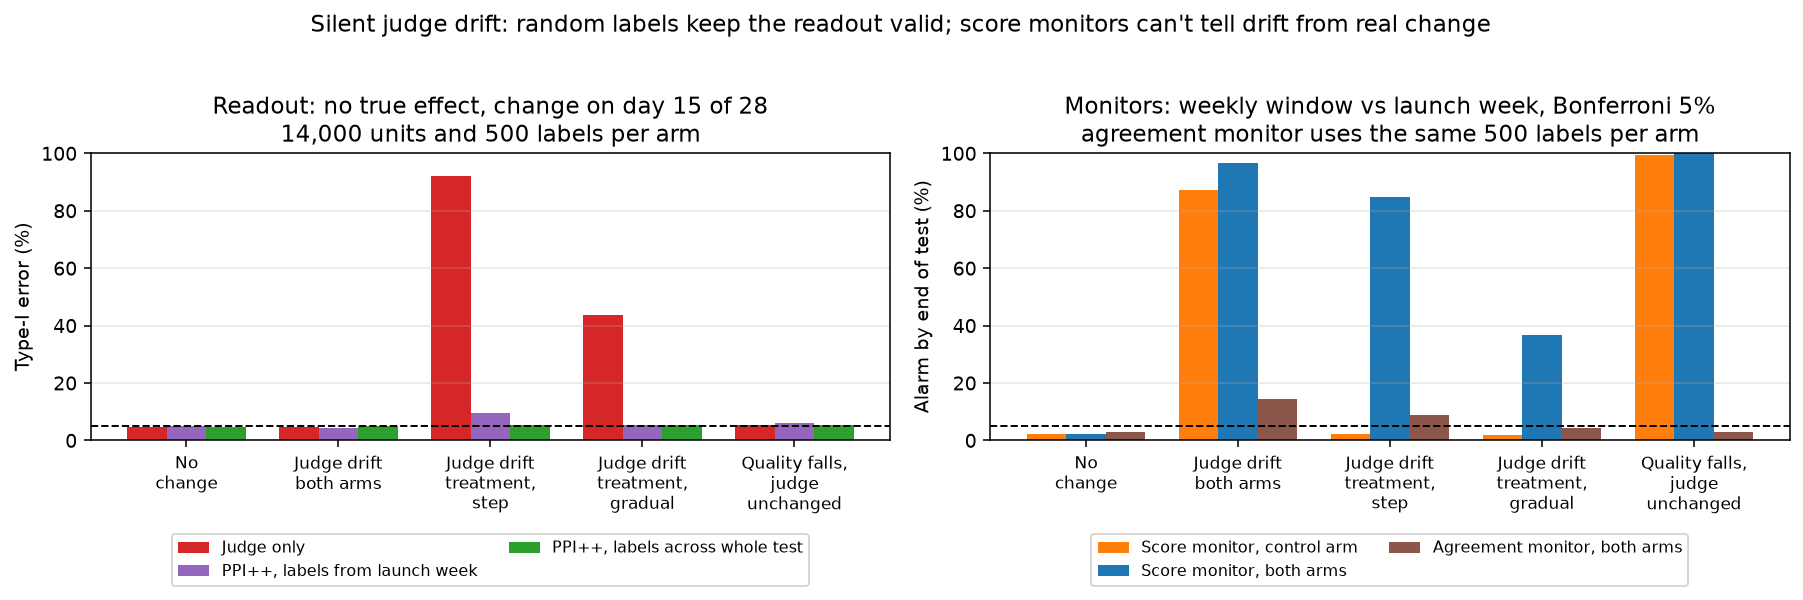 Silent judge drift: random labels keep the readout valid; score monitors can't tell drift from real change
Readout: no true effect, change on day 15 of 28
14,000 units and 500 labels per arm
Type-I error (%)
100
80
60
40
20
0
No
change
Judge drift
both arms
Judge drift
treatment,
step
Judge drift
treatment,
gradual
Quality falls,
judge
unchanged
Judge only
PPI++, labels from launch week
PPI++, labels across whole test
Monitors: weekly window vs launch week, Bonferroni 5%
agreement monitor uses the same 500 labels per arm
Alarm by end of test (%)
100
80
60
40
20
0
No
change
Judge drift
both arms
Judge drift
treatment,
step
Judge drift
treatment,
gradual
Quality falls,
judge
unchanged
Score monitor, control arm
Score monitor, both arms
Agreement monitor, both arms